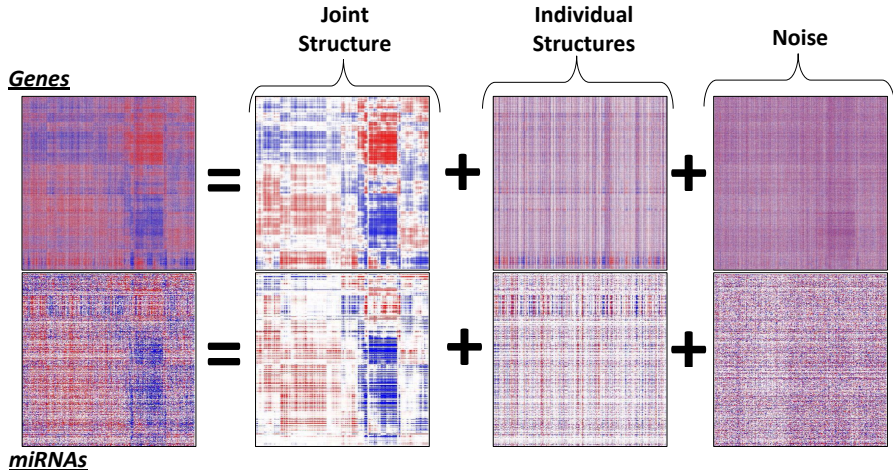 Joint
Structure
Individual
Structures
Noise
Genes
=
+
+
=
+
+
miRNAs